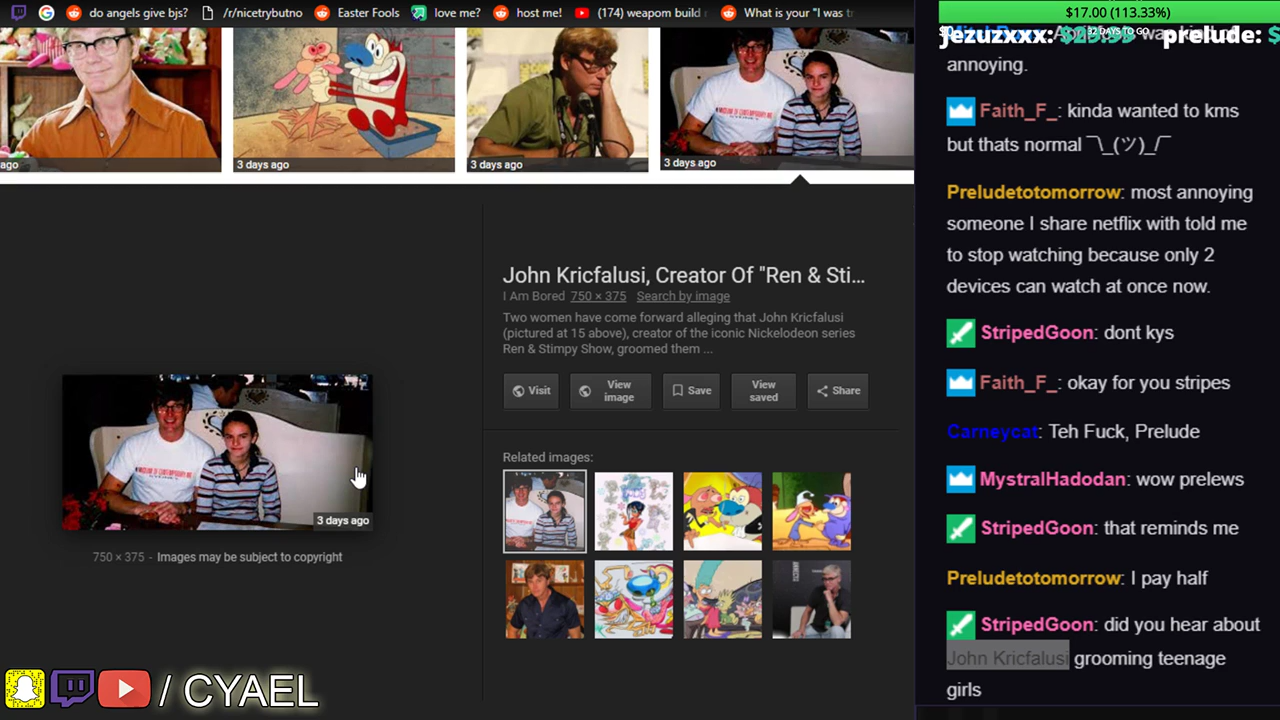 do angels give bjs?
/r/nicetrybutno
Easter Fools
love me?
host me!
(174) weapom build
What is your "I was tr
ago
3 days ago
3 days ago
3 days ago
John Kricfalusi, Creator Of "Ren & Sti...
I Am Bored 750 × 375 Search by image
Two women have come forward alleging that John Kricfalusi
(pictured at 15 above), creator of the iconic Nickelodeon series
Ren & Stimpy Show, groomed them ...
Visit
View image
Save
View saved
Share
3 days ago
750 × 375 - Images may be subject to copyright
Related images:
/ CYAEL
$17.00 (113.33%)
Jezuzxxx: prelude:
annoying.
Faith_F_: kinda wanted to kms
but thats normal ¯\_(ツ)_/¯
Preludetotomorrow: most annoying
someone I share netflix with told me
to stop watching because only 2
devices can watch at once now.
StripedGoon: dont kys
Faith_F_: okay for you stripes
Carneycat: Teh Fuck, Prelude
MystralHadodan: wow prelews
StripedGoon: that reminds me
Preludetotomorrow: I pay half
StripedGoon: did you hear about
John Kricfalusi grooming teenage
girls